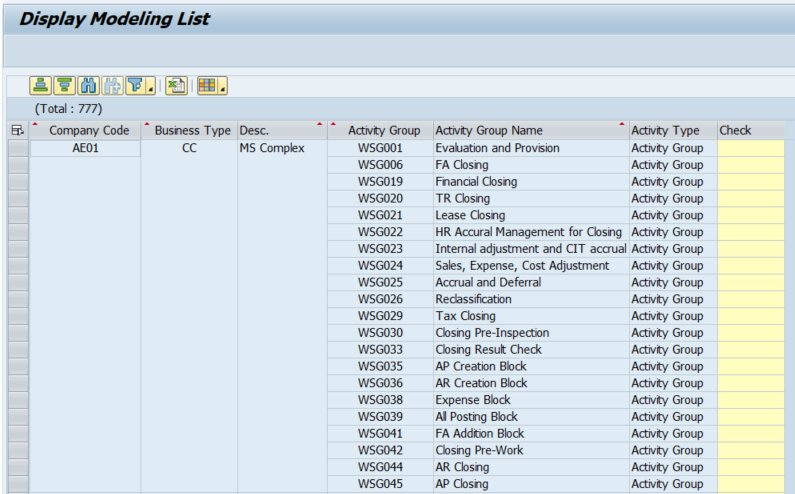 Display Modeling List
(Total : 777)
Company Code Business Type Desc. Activity Group Activity Group Name Activity Type Check
AE01 CC MS Complex WSG001 Evaluation and Provision Activity Group
WSG006 FA Closing Activity Group
WSG019 Financial Closing Activity Group
WSG020 TR Closing Activity Group
WSG021 Lease Closing Activity Group
WSG022 HR Accural Management for Closing Activity Group
WSG023 Internal adjustment and CIT accrual Activity Group
WSG024 Sales, Expense, Cost Adjustment Activity Group
WSG025 Accrual and Deferral Activity Group
WSG026 Reclassification Activity Group
WSG029 Tax Closing Activity Group
WSG030 Closing Pre-Inspection Activity Group
WSG033 Closing Result Check Activity Group
WSG035 AP Creation Block Activity Group
WSG036 AR Creation Block Activity Group
WSG038 Expense Block Activity Group
WSG039 All Posting Block Activity Group
WSG041 FA Addition Block Activity Group
WSG042 Closing Pre-Work Activity Group
WSG044 AR Closing Activity Group
WSG045 AP Closing Activity Group